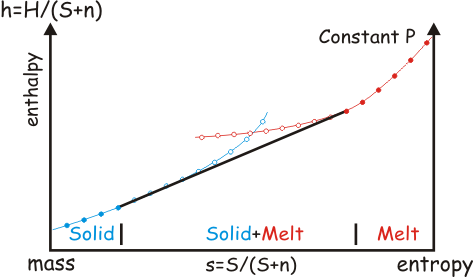 h=H/(S+n)
Constant P
enthalpy
Solid
Solid+Melt
Melt
mass
s=S/(S+n)
entropy